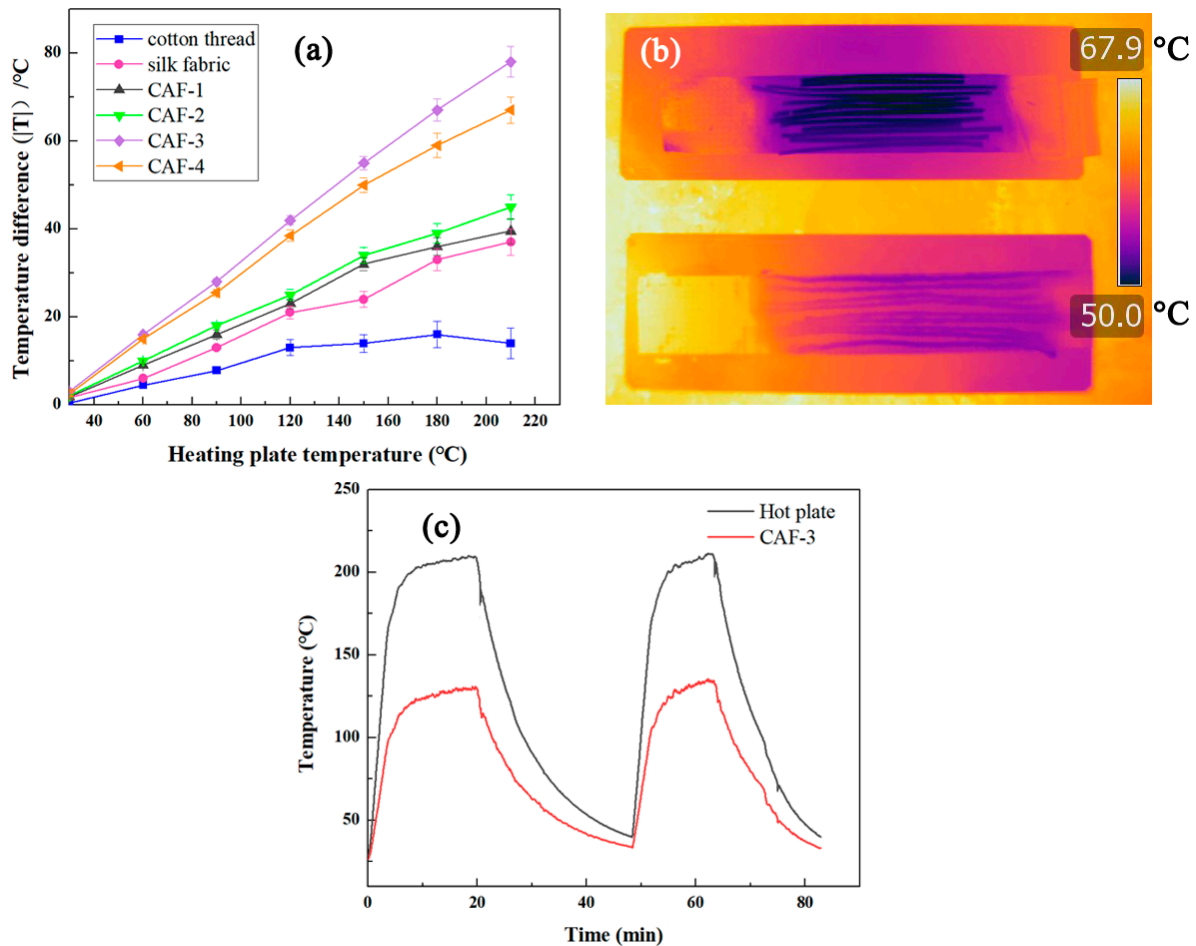 (a)
cotton thread
silk fabric
CAF-1
CAF-2
CAF-3
CAF-4
80
60
40
20
0
40 60 80 100 120 140 160 180 200 220
Temperature difference (|T|) /°C
Heating plate temperature (°C)
(b)
67.9 °C
50.0 °C
(c)
Hot plate
CAF-3
250
200
150
100
50
0 20 40 60 80
Temperature (°C)
Time (min)